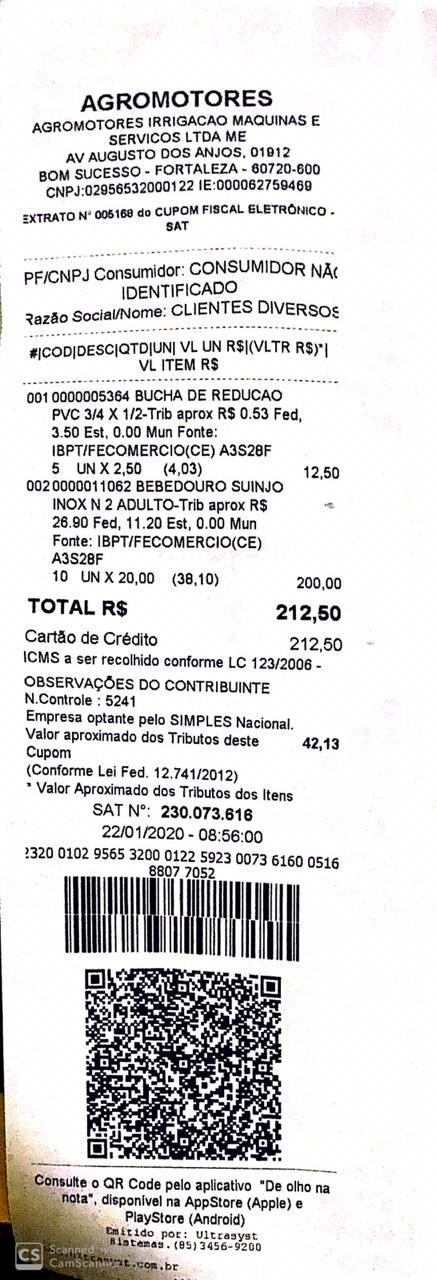 AGROMOTORES
AGROMOTORES IRRIGACAO MAQUINAS E
SERVICOS LTDA ME
AV AUGUSTO DOS ANJOS, 01912
BOM SUCESSO - FORTALEZA - 60720-600
CNPJ:02956532000122 IE:000062759469
EXTRATO Nº 005168 do CUPOM FISCAL ELETRÔNICO -
SAT
PF/CNPJ Consumidor: CONSUMIDOR NÃO
IDENTIFICADO
Razão Social/Nome: CLIENTES DIVERSOS
#|COD|DESC|QTD|UN| VL UN R$|(VLTR R$)*|
VL ITEM R$
001 0000005364 BUCHA DE REDUCAO
PVC 3/4 X 1/2-Trib aprox R$ 0.53 Fed,
3.50 Est, 0.00 Mun Fonte:
IBPT/FECOMERCIO(CE) A3S28F
5 UN X 2,50 (4,03) 12,50
002 0000011062 BEBEDOURO SUINJO
INOX N 2 ADULTO-Trib aprox R$
26.90 Fed, 11.20 Est, 0.00 Mun
Fonte: IBPT/FECOMERCIO(CE)
A3S28F
10 UN X 20,00 (38,10) 200,00
TOTAL R$ 212,50
Cartão de Crédito 212,50
ICMS a ser recolhido conforme LC 123/2006 -
OBSERVAÇÕES DO CONTRIBUINTE
N.Controle : 5241
Empresa optante pelo SIMPLES Nacional.
Valor aproximado dos Tributos deste 42,13
Cupom
(Conforme Lei Fed. 12.741/2012)
* Valor Aproximado dos Tributos dos Itens
SAT Nº: 230.073.616
22/01/2020 - 08:56:00
2320 0102 9565 3200 0122 5923 0073 6160 0516
8807 7052
Consulte o QR Code pelo aplicativo "De olho na
nota", disponível na AppStore (Apple) e
PlayStore (Android)
Emitido por: Ultrasyst
Sistemas.(85)3456-9200
.com.br
CS Scanned with
CamScanner